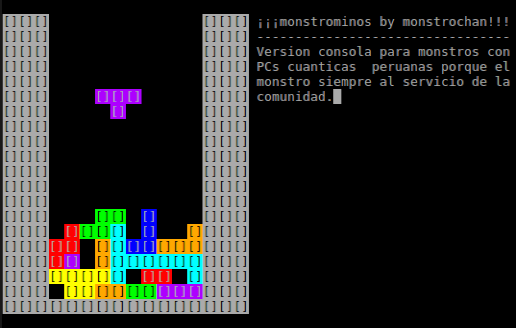 ¡¡¡monstrominos by monstrochan!!!
---------------------------------
Version consola para monstros con
PCs cuanticas  peruanas porque el
monstro siempre al servicio de la
comunidad.